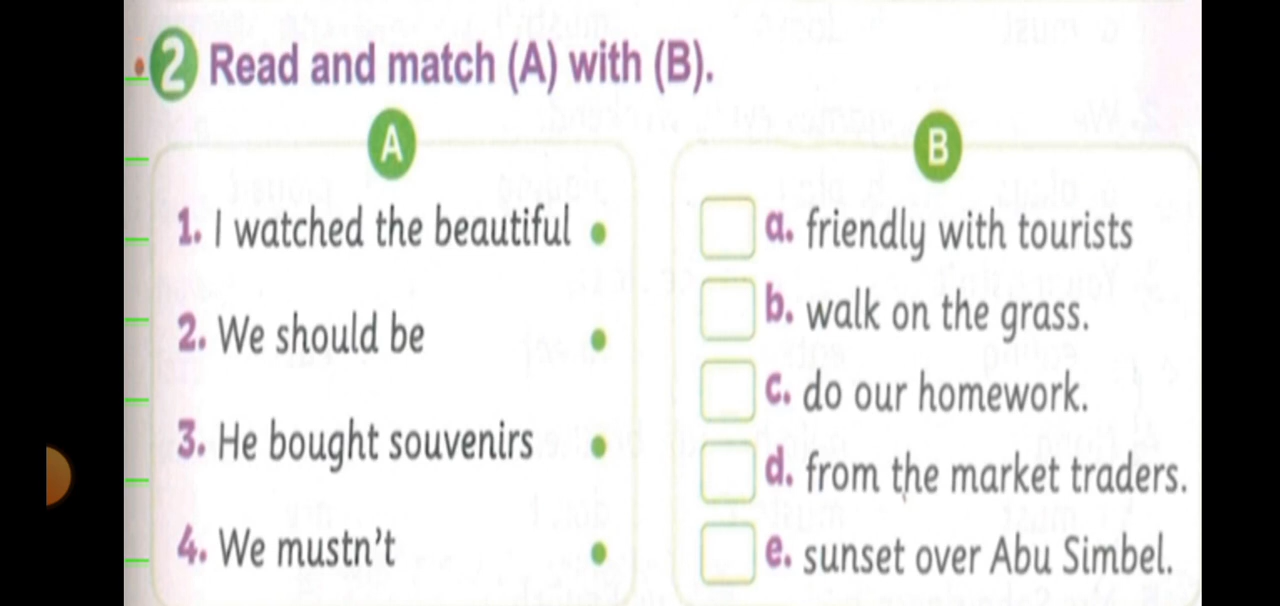 2 Read and match (A) with (B).
A
B
1. I watched the beautiful
a. friendly with tourists
2. We should be
b. walk on the grass.
3. He bought souvenirs
c. do our homework.
4. We mustn't
d. from the market traders.
e. sunset over Abu Simbel.